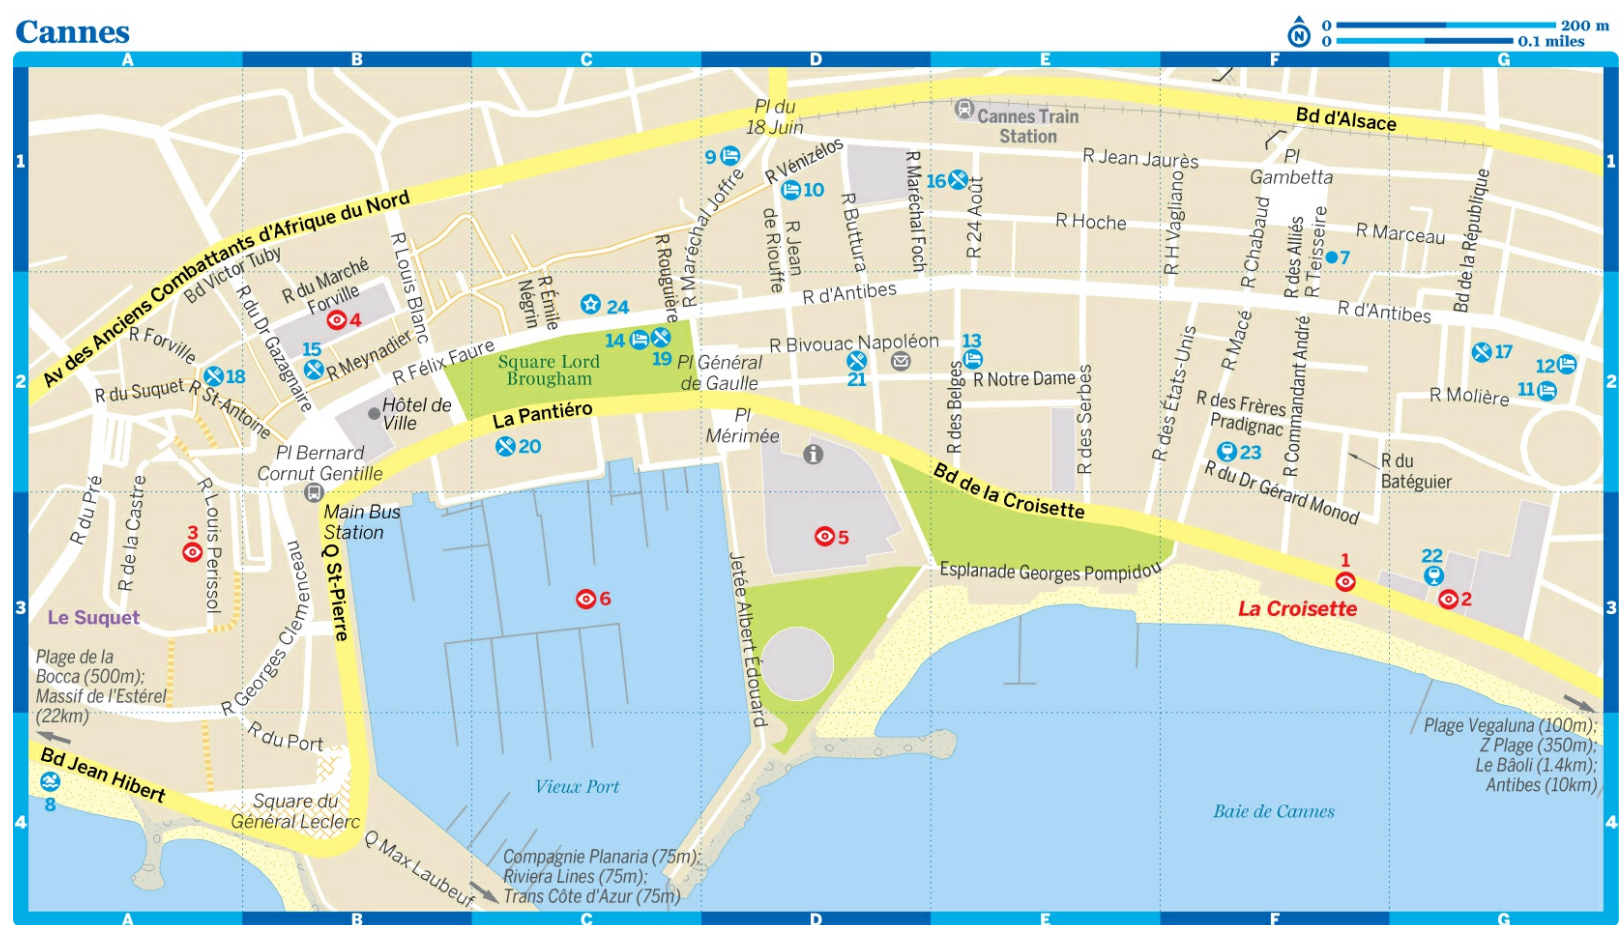 Cannes
N
0
200 m
0
0.1 miles
A
B
C
D
E
F
G
1
1
2
2
3
3
4
4
A
B
C
D
E
F
G
Pl du
18 Juin
Cannes Train
Station
Bd d'Alsace
9
R Vénizélos
10
R Maréchal Foch
16
R 24 Août
R Jean Jaurès
Pl
Gambetta
R Hoche
R H Vagliano
R Chabaud
R des Alliés
R Teisseire
R Marceau
7
Bd de la République
Av des Anciens Combattants d'Afrique du Nord
Bd Victor Tuby
R du Marché
Forville
4
R Louis Blanc
R du Dr Gazagnaire
R Émile
Négrin
R Rouguière
R Maréchal Joffre
R Jean
de Riouffe
R Buttura
R d'Antibes
R d'Antibes
24
14
19
R Forville
15
R Meynadier
R Félix Faure
Square Lord
Brougham
Pl Général
de Gaulle
R Bivouac Napoléon
21
13
R Notre Dame
R des Belges
R des Serbes
R des États-Unis
R Macé
R Commandant André
17
12
11
R Molière
R des Frères
Pradignac
23
R du Dr Gérard Monod
R du
Batéguier
R du Suquet
18
R St-Antoine
Hôtel de
Ville
La Pantiéro
20
Pl
Mérimée
Pl Bernard
Cornut Gentille
Main Bus
Station
Bd de la Croisette
R du Pré
R de la Castre
3
R Louis Perissol
R Georges Clemenceau
Q St-Pierre
6
5
Jetée Albert Édouard
Esplanade Georges Pompidou
1
La Croisette
22
2
Le Suquet
Plage de la
Bocca (500m);
Massif de l'Estérel
(22km)
R du Port
Bd Jean Hibert
8
Square du
Général Leclerc
Q Max Laubeuf
Vieux Port
Compagnie Planaria (75m);
Riviera Lines (75m);
Trans Côte d'Azur (75m)
Baie de Cannes
Plage Vegaluna (100m);
Z Plage (350m);
Le Bâoli (1.4km);
Antibes (10km)